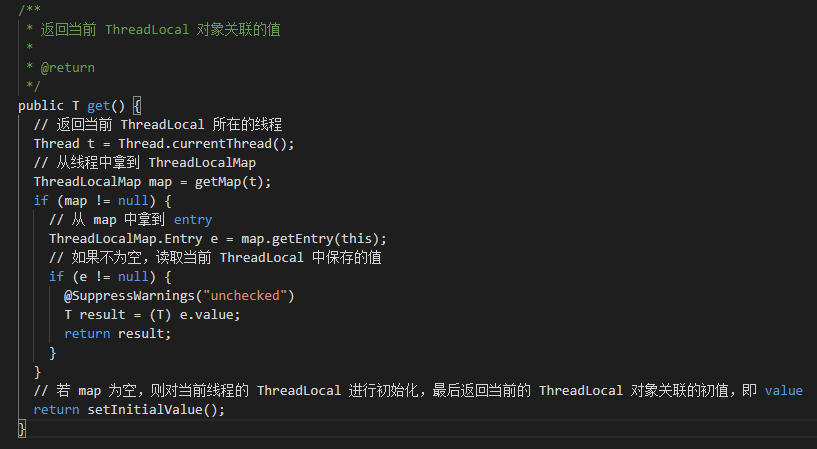 /**
 * 返回当前 ThreadLocal 对象关联的值
 *
 * @return
 */
public T get() {
  // 返回当前 ThreadLocal 所在的线程
  Thread t = Thread.currentThread();
  // 从线程中拿到 ThreadLocalMap
  ThreadLocalMap map = getMap(t);
  if (map != null) {
    // 从 map 中拿到 entry
    ThreadLocalMap.Entry e = map.getEntry(this);
    // 如果不为空，读取当前 ThreadLocal 中保存的值
    if (e != null) {
      @SuppressWarnings("unchecked")
      T result = (T) e.value;
      return result;
    }
  }
  // 若 map 为空，则对当前线程的 ThreadLocal 进行初始化，最后返回当前的 ThreadLocal 对象关联的初值，即 value
  return setInitialValue();
}